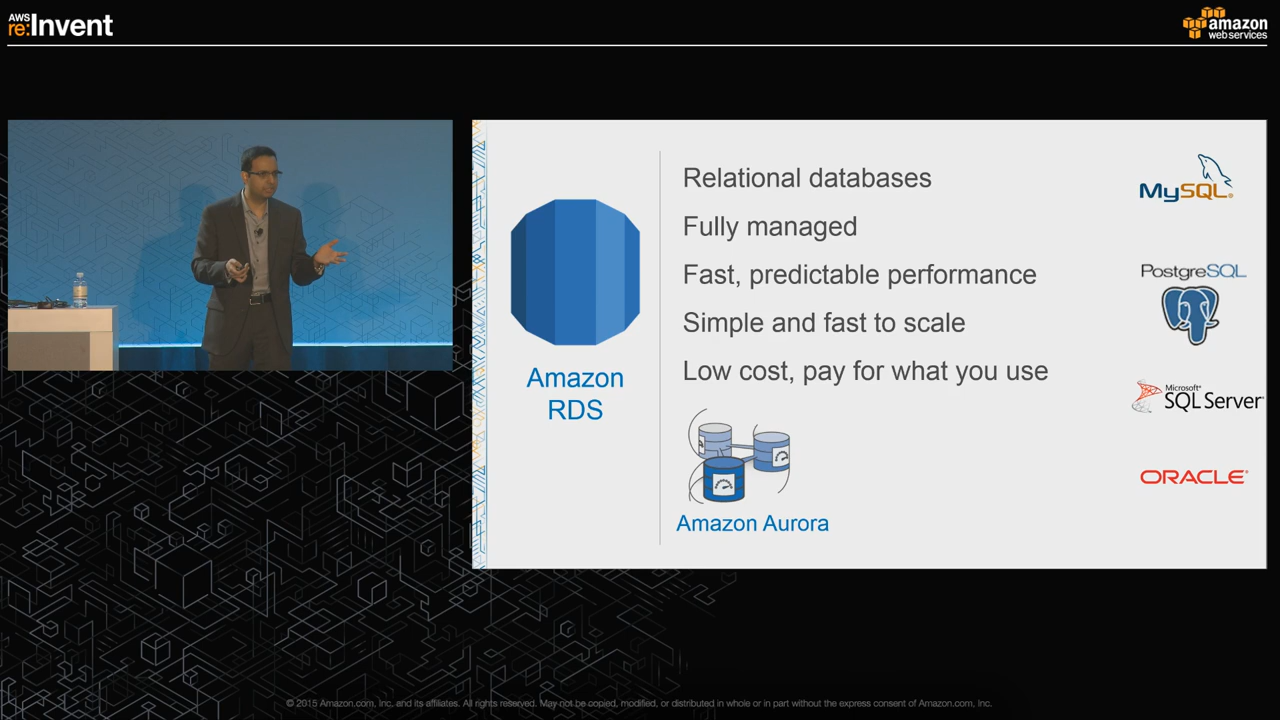 AWS
re:Invent
amazon
web services
Relational databases
Fully managed
Fast, predictable performance
Simple and fast to scale
Low cost, pay for what you use
Amazon
RDS
Amazon Aurora
MySQL®
PostgreSQL
Microsoft®
SQL Server
ORACLE®
© 2015 Amazon.com, Inc. and its affiliates. All rights reserved. May not be copied, modified, or distributed in whole or in part without the express consent of Amazon.com, Inc.